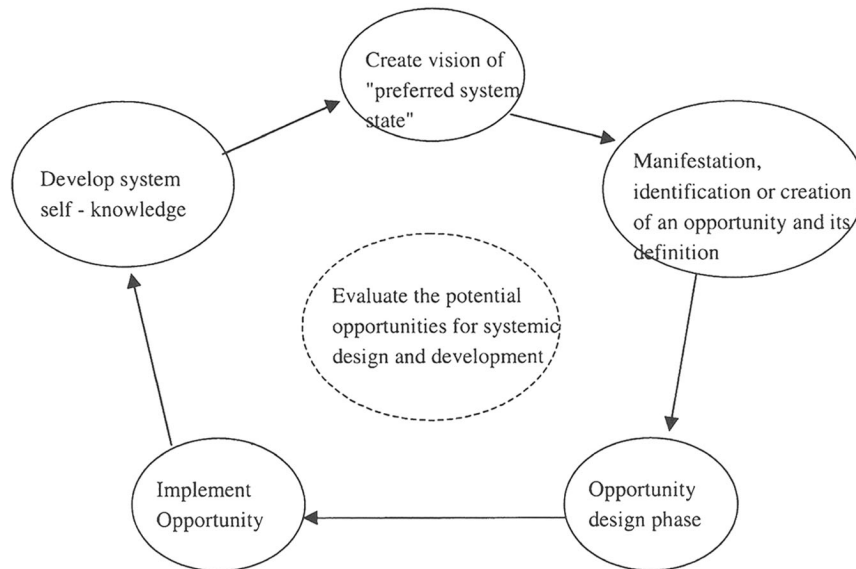 Create vision of
"preferred system
state"
Manifestation,
identification or creation
of an opportunity and its
definition
Develop system
self - knowledge
Evaluate the potential
opportunities for systemic
design and development
Opportunity
design phase
Implement
Opportunity